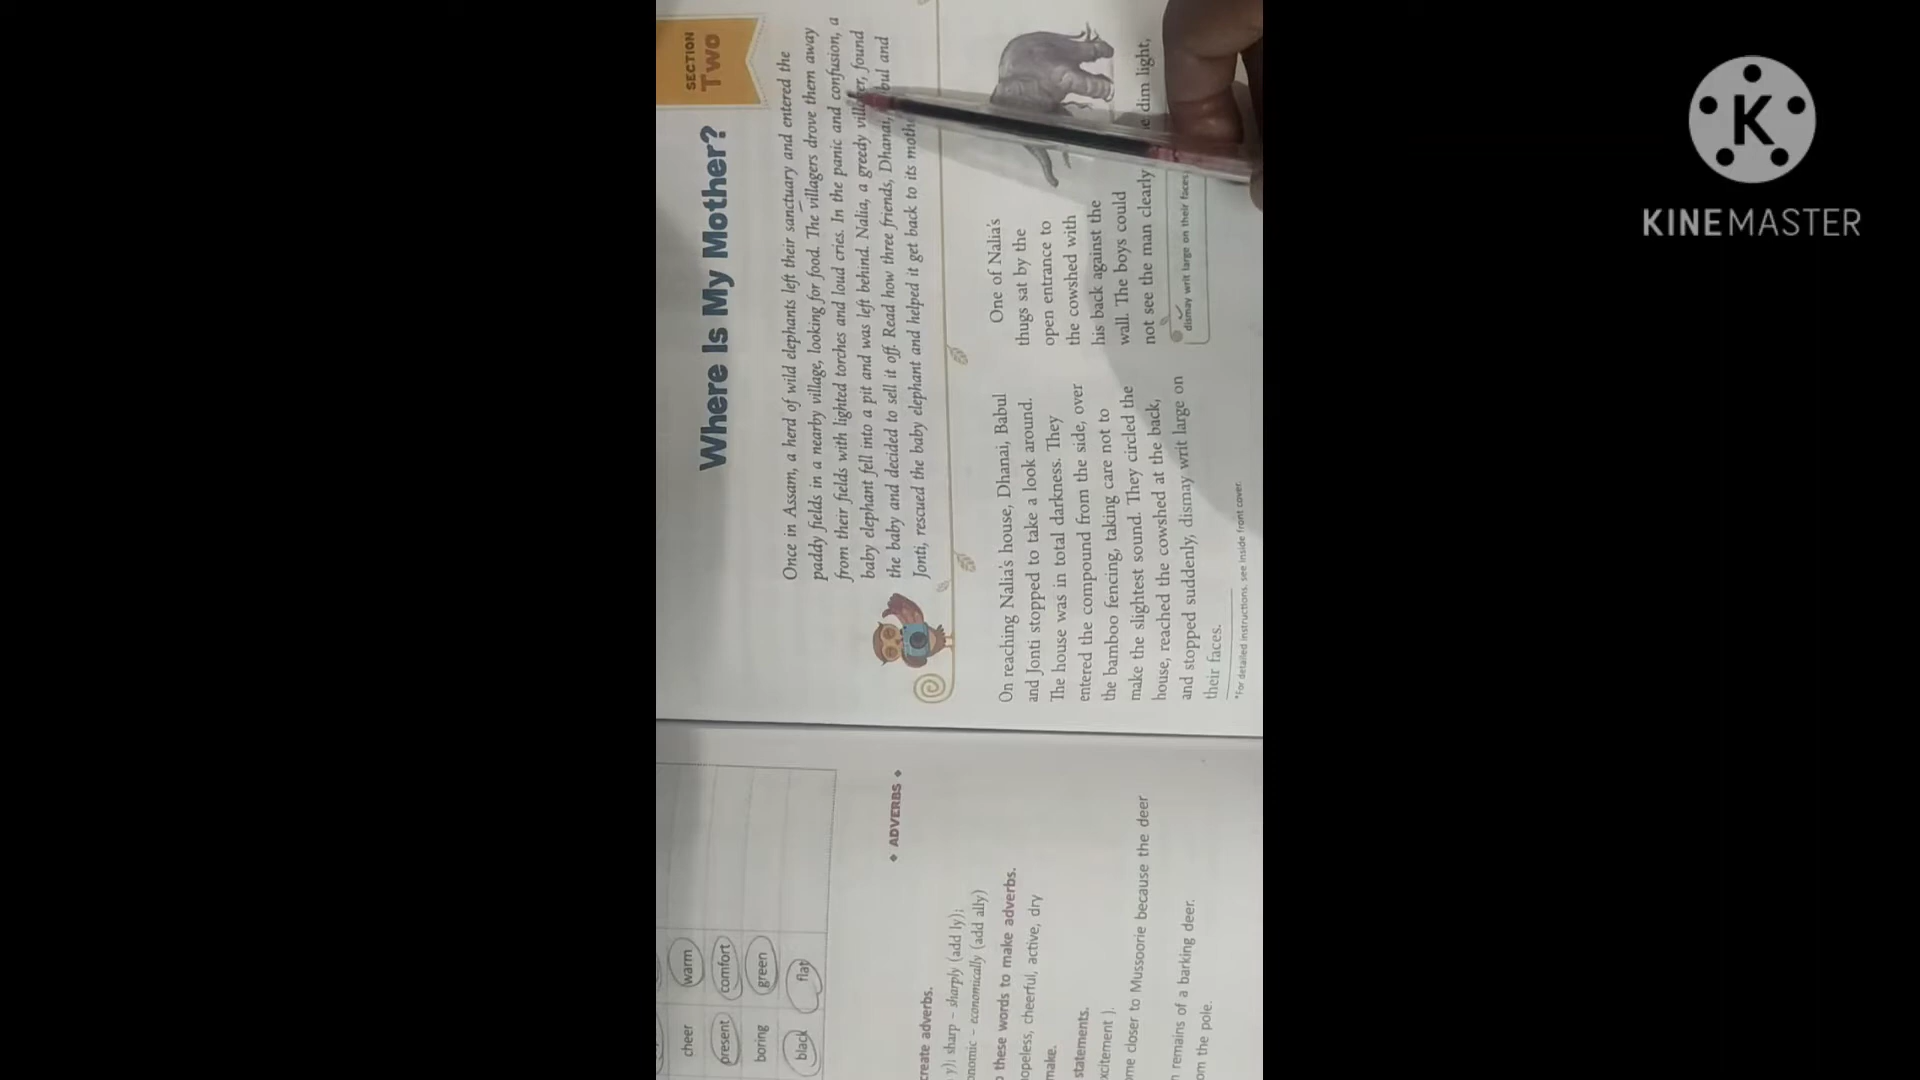 SECTION
TWO
Where Is My Mother?
Once in Assam, a herd of wild elephants left their sanctuary and entered the
paddy fields in a nearby village, looking for food. The villagers drove them away
from their fields with lighted torches and loud cries. In the panic and confusion, a
baby elephant fell into a pit and was left behind. Nalia, a greedy villager, found
the baby and decided to sell it off. Read how three friends, Dhanai, bul and
Jonti, rescued the baby elephant and helped it get back to its moth
On reaching Nalia's house, Dhanai, Babul
and Jonti stopped to take a look around.
The house was in total darkness. They
entered the compound from the side, over
the bamboo fencing, taking care not to
make the slightest sound. They circled the
house, reached the cowshed at the back,
and stopped suddenly, dismay writ large on
their faces.
One of Nalia's
thugs sat by the
open entrance to
the cowshed with
his back against the
wall. The boys could
not see the man clearly dim light,
dismay writ large on their faces
*For detailed instructions, see inside front cover.
cheer warm
present comfort
boring green
black flat
♦ ADVERBS ♦
create adverbs.
y); sharp – sharply (add ly);
onomic – economically (add ally)
these words to make adverbs.
opeless, cheerful, active, dry
make.
statements.
xcitement ).
ome closer to Mussoorie because the deer
remains of a barking deer.
om the pole.
K
KINEMASTER